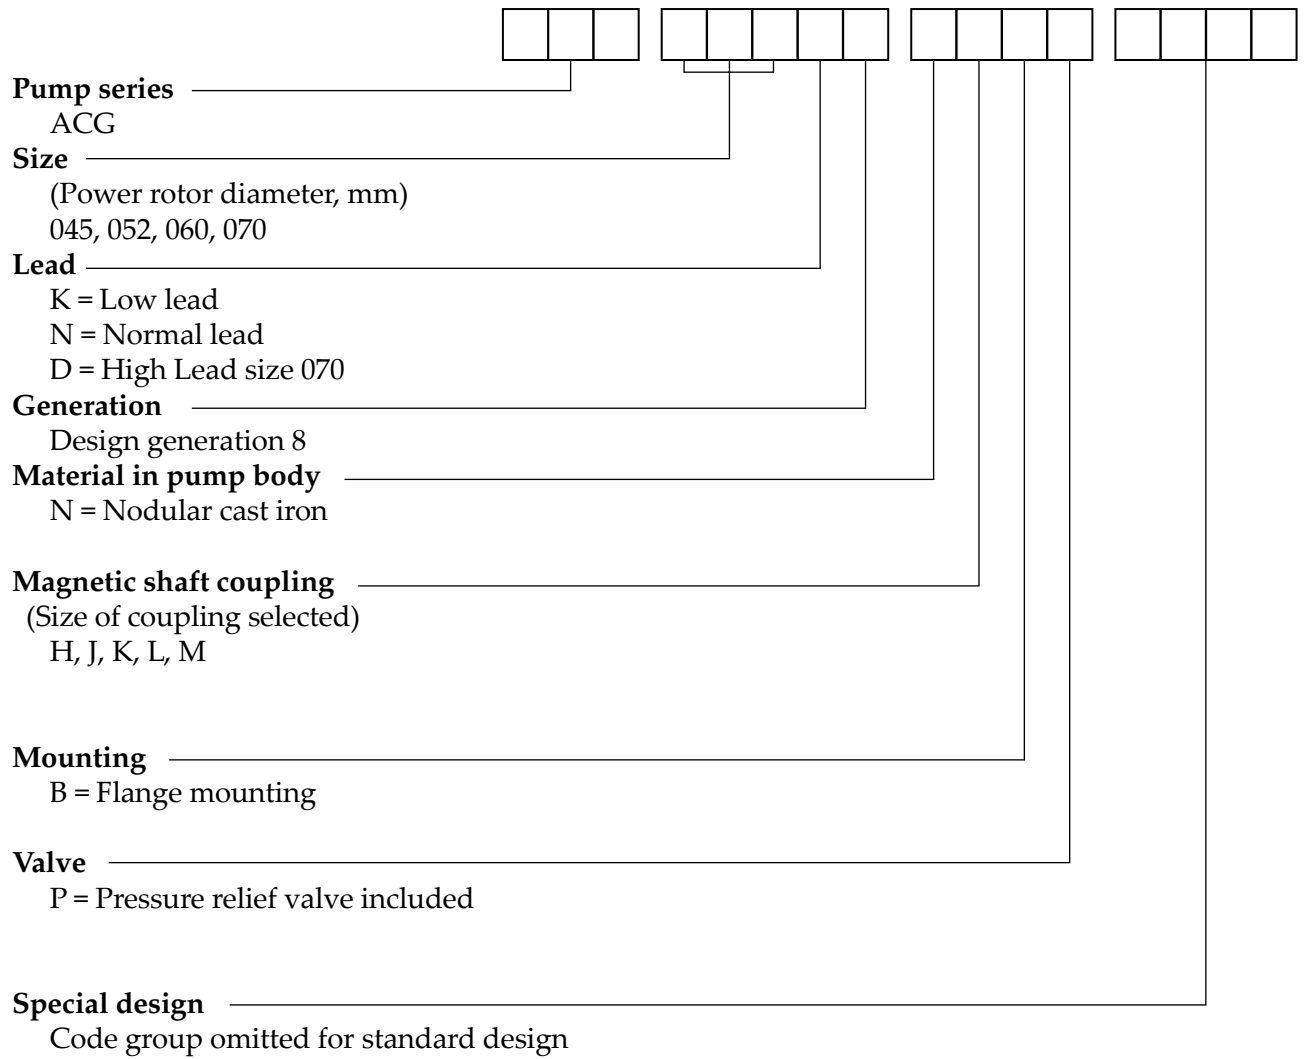 Pump series
ACG
Size
(Power rotor diameter, mm)
045, 052, 060, 070
Lead
K = Low lead
N = Normal lead
D = High Lead size 070
Generation
Design generation 8
Material in pump body
N = Nodular cast iron
Magnetic shaft coupling
(Size of coupling selected)
H, J, K, L, M
Mounting
B = Flange mounting
Valve
P = Pressure relief valve included
Special design
Code group omitted for standard design